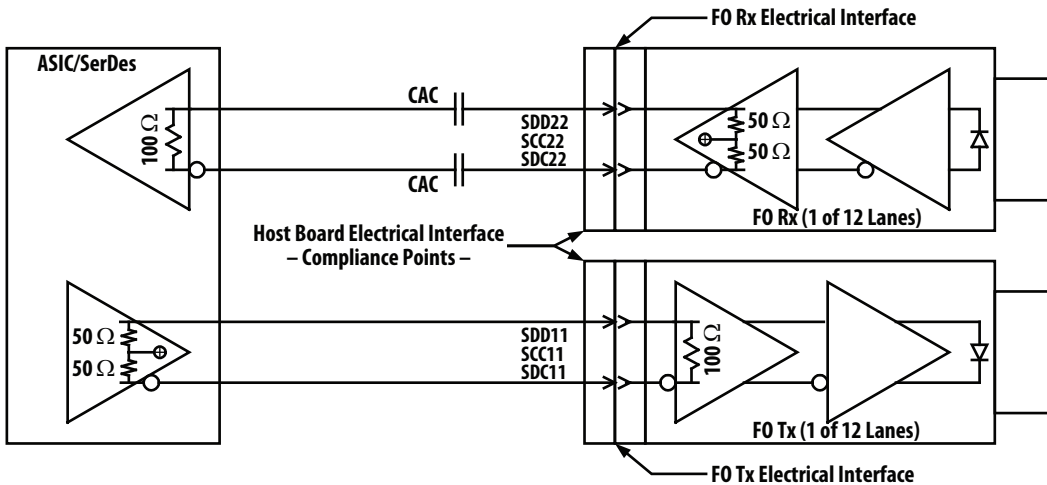 FO Rx Electrical Interface
ASIC/SerDes
CAC
100 Ω
SDD22
SCC22
SDC22
50 Ω
50 Ω
CAC
FO Rx (1 of 12 Lanes)
Host Board Electrical Interface
– Compliance Points –
50 Ω
50 Ω
SDD11
SCC11
SDC11
100 Ω
FO Tx (1 of 12 Lanes)
FO Tx Electrical Interface